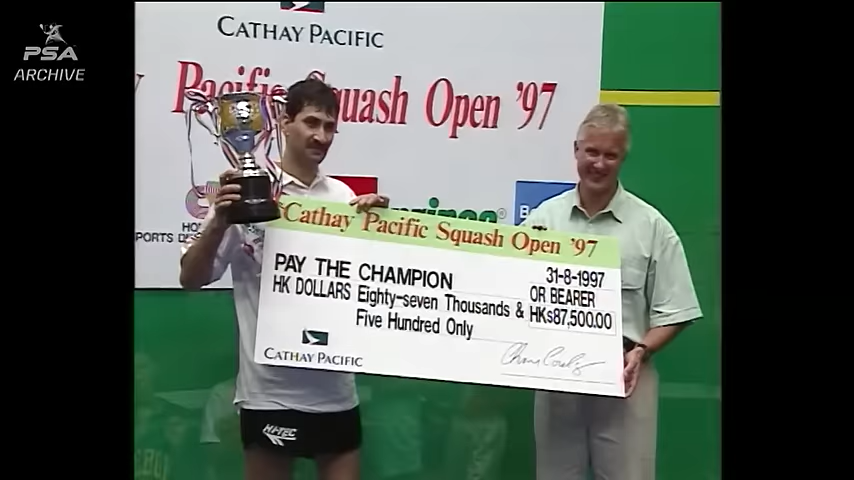 PSA
ARCHIVE
CATHAY PACIFIC
Pacific Squash Open '97
Cathay Pacific Squash Open '97
PAY THE CHAMPION
31-8-1997
OR BEARER
HK DOLLARS Eighty-seven Thousands &
HK$87,500.00
Five Hundred Only
CATHAY PACIFIC
HI-TEC